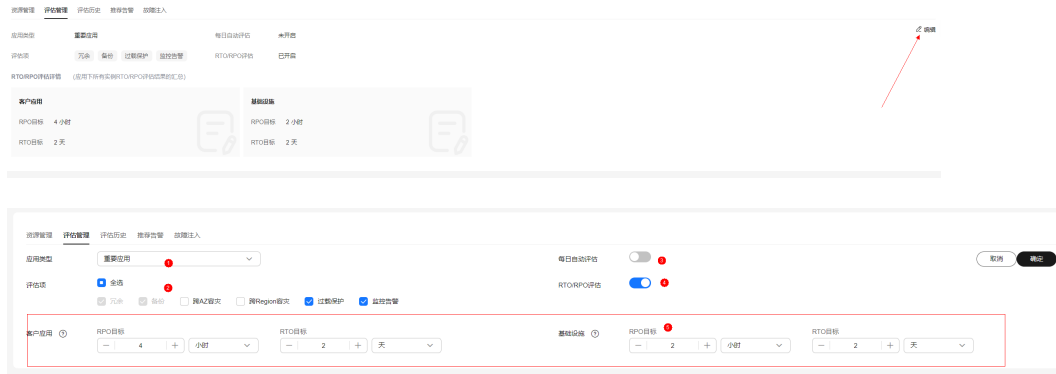 资源管理 评估管理 评估历史 推荐告警 故障注入
应用类型 重要应用 每日自动评估 未开启 编辑
评估项 冗余 备份 过载保护 监控告警 RTO/RPO评估 已开启
RTO/RPO评估详情 (应用下所有实例RTO/RPO评估结果的汇总)
客户应用 基础设施
RPO目标 4 小时 RPO目标 2 小时
RTO目标 2 天 RTO目标 2 天
资源管理 评估管理 评估历史 推荐告警 故障注入
应用类型 重要应用 1 每日自动评估 3 取消 确定
评估项 全选 2 RTO/RPO评估 4
冗余 备份 跨AZ容灾 跨Region容灾 过载保护 监控告警
客户应用 ? RPO目标 RTO目标 基础设施 ? RPO目标 5 RTO目标
− 4 + 小时 − 2 + 天 − 2 + 小时 − 2 + 天